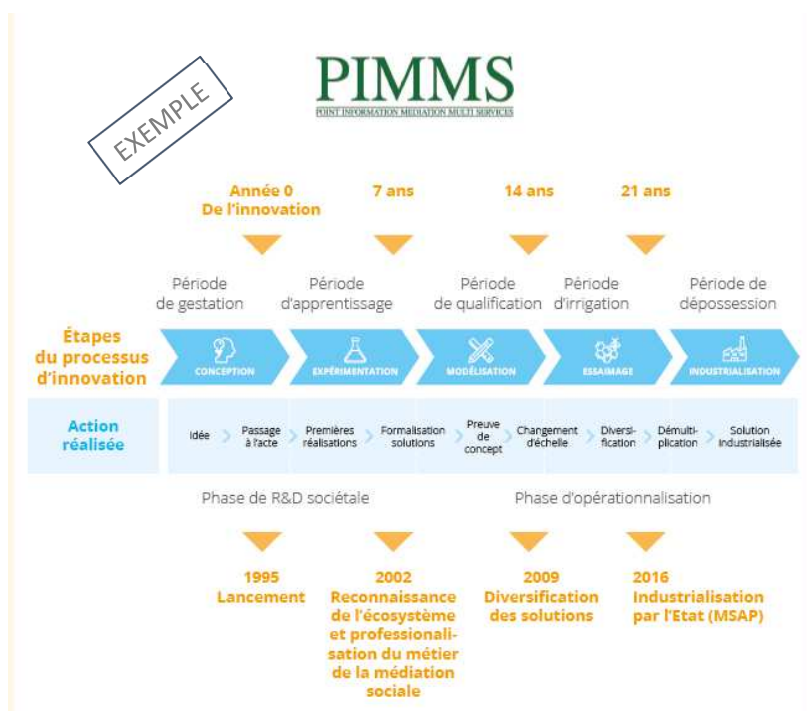 PIMMS
POINT INFORMATION MEDIATION MULTI SERVICES
EXEMPLE
Année 0
De l'innovation
7 ans
14 ans
21 ans
Période
de gestation
Période
d'apprentissage
Période
de qualification
Période
d'irrigation
Période de
dépossession
Étapes
du processus
d'innovation
CONCEPTION
EXPÉRIMENTATION
MODÉLISATION
ESSAIMAGE
INDUSTRIALISATION
Action
réalisée
Idée
Passage
à l'acte
Premières
réalisations
Formalisation
solutions
Preuve
de
concept
Changement
d'échelle
Diversi-
fication
Démulti-
plication
Solution
industrialisée
Phase de R&D sociétale
Phase d'opérationnalisation
1995
Lancement
2002
Reconnaissance
de l'écosystème
et professionali-
sation du métier
de la médiation
sociale
2009
Diversification
des solutions
2016
Industrialisation
par l'Etat (MSAP)